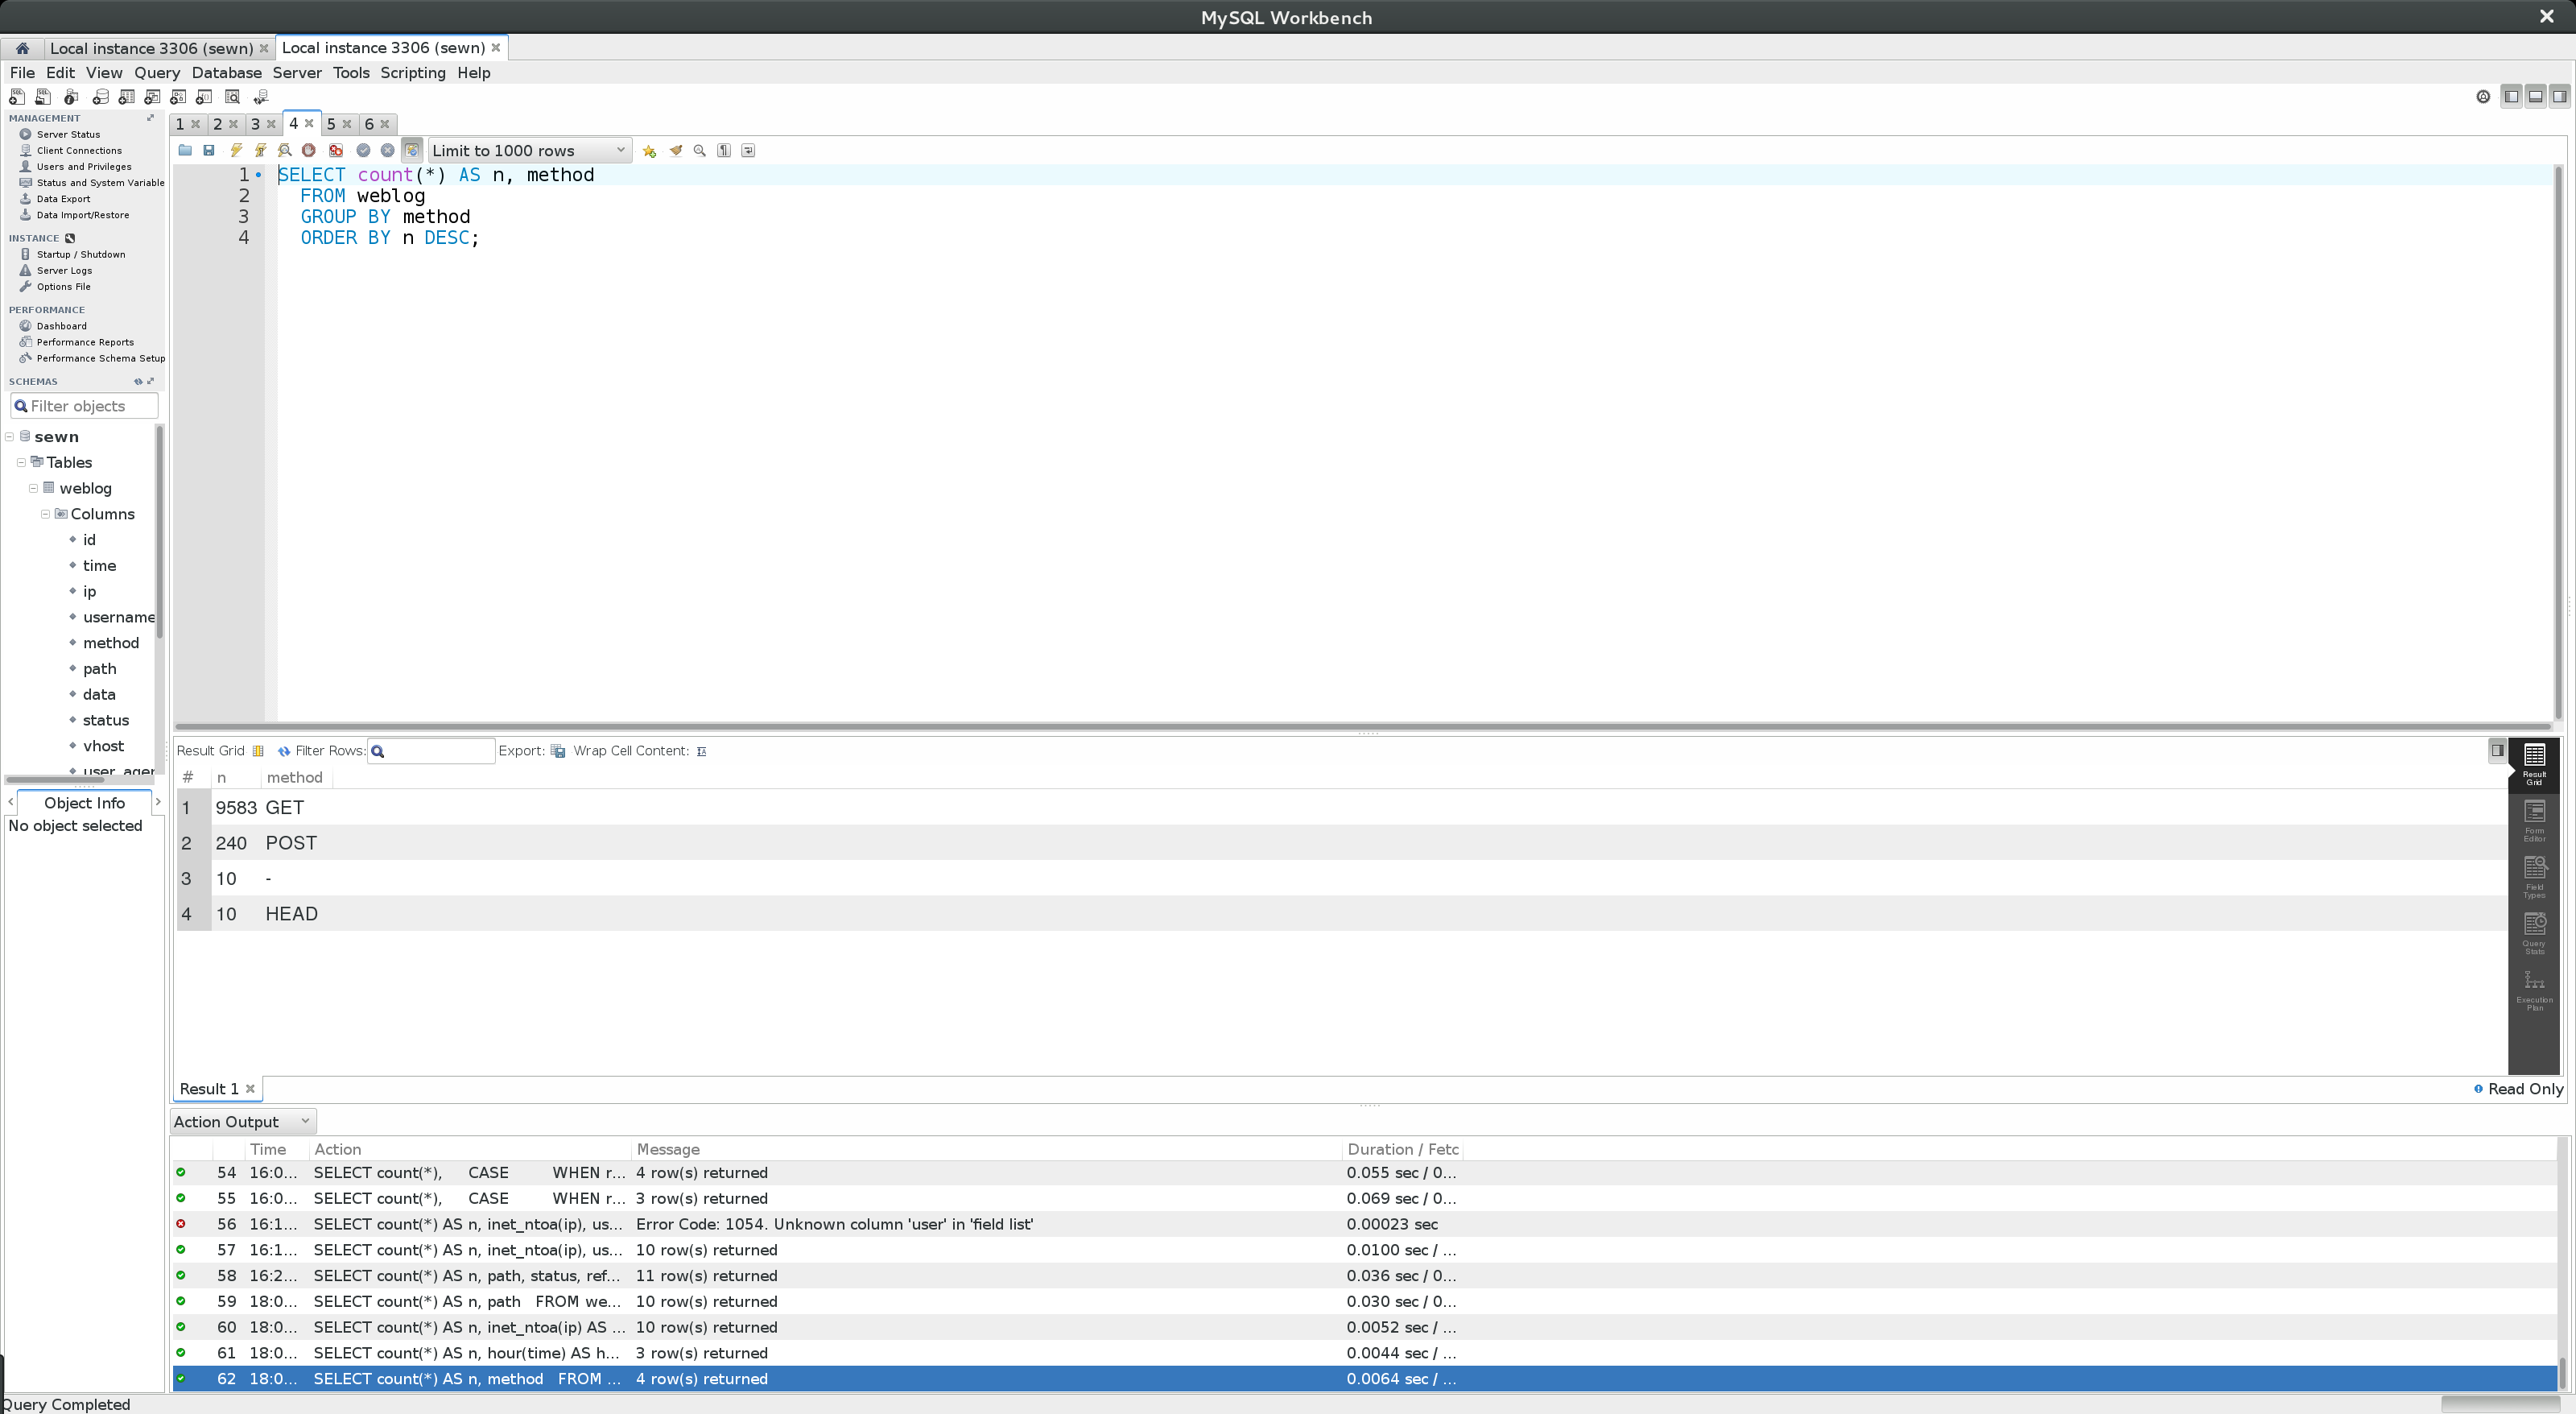 MySQL Workbench
Local instance 3306 (sewn) Local instance 3306 (sewn)
File Edit View Query Database Server Tools Scripting Help
MANAGEMENT
Server Status
Client Connections
Users and Privileges
Status and System Variable
Data Export
Data Import/Restore
INSTANCE
Startup / Shutdown
Server Logs
Options File
PERFORMANCE
Dashboard
Performance Reports
Performance Schema Setup
SCHEMAS
Filter objects
sewn
Tables
weblog
Columns
id
time
ip
username
method
path
data
status
vhost
user_agen
Object Info
No object selected
1 2 3 4 5 6
Limit to 1000 rows
1 SELECT count(*) AS n, method
2 FROM weblog
3 GROUP BY method
4 ORDER BY n DESC;
Result Grid Filter Rows: Export: Wrap Cell Content:
# n method
1 9583 GET
2 240 POST
3 10 -
4 10 HEAD
Result Grid
Form Editor
Field Types
Query Stats
Execution Plan
Result 1 Read Only
Action Output
Time Action Message Duration / Fetc
54 16:0... SELECT count(*), CASE WHEN r... 4 row(s) returned 0.055 sec / 0...
55 16:0... SELECT count(*), CASE WHEN r... 3 row(s) returned 0.069 sec / 0...
56 16:1... SELECT count(*) AS n, inet_ntoa(ip), us... Error Code: 1054. Unknown column 'user' in 'field list' 0.00023 sec
57 16:1... SELECT count(*) AS n, inet_ntoa(ip), us... 10 row(s) returned 0.0100 sec / ...
58 16:2... SELECT count(*) AS n, path, status, ref... 11 row(s) returned 0.036 sec / 0...
59 18:0... SELECT count(*) AS n, path FROM we... 10 row(s) returned 0.030 sec / 0...
60 18:0... SELECT count(*) AS n, inet_ntoa(ip) AS ... 10 row(s) returned 0.0052 sec / ...
61 18:0... SELECT count(*) AS n, hour(time) AS h... 3 row(s) returned 0.0044 sec / ...
62 18:0... SELECT count(*) AS n, method FROM ... 4 row(s) returned 0.0064 sec / ...
Query Completed